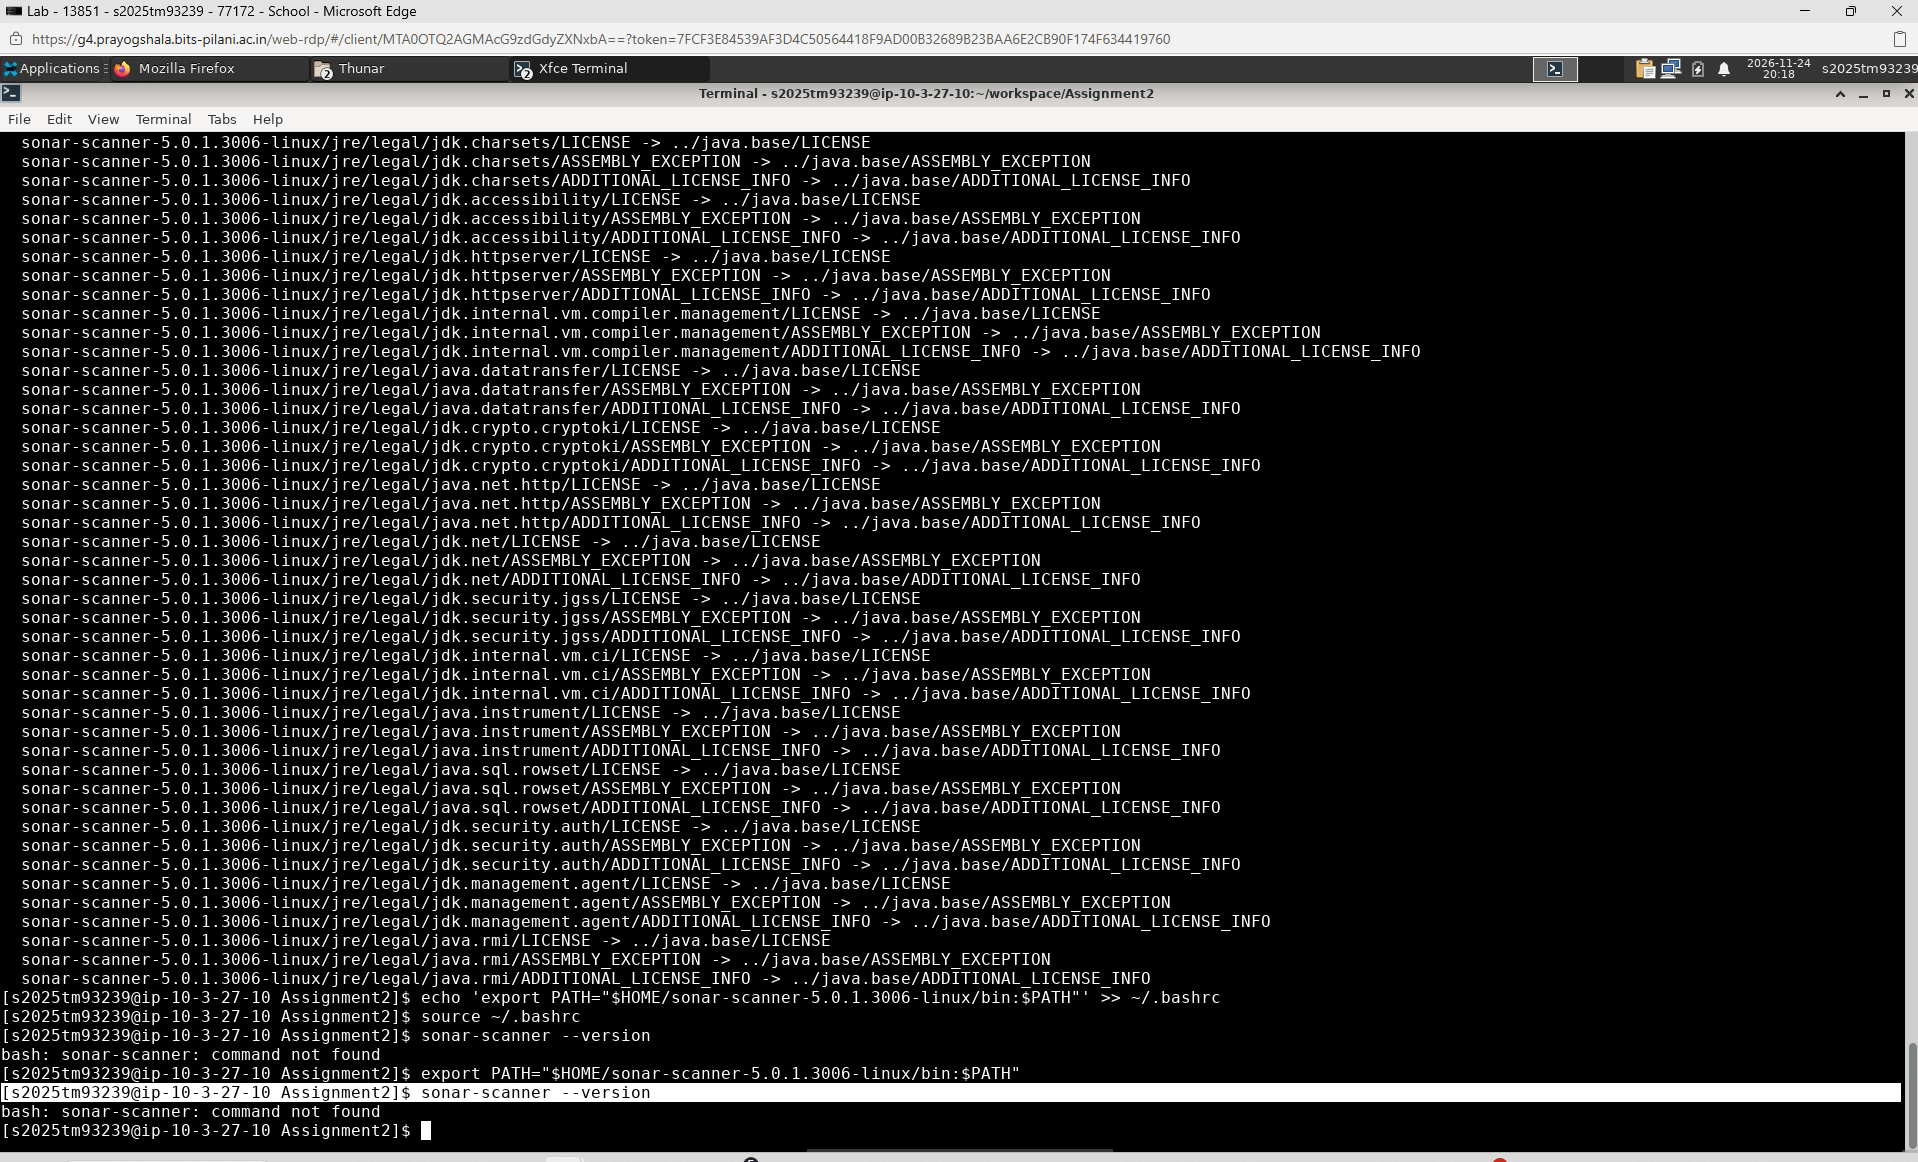 Lab - 13851 - s2025tm93239 - 77172 - School - Microsoft Edge
https://g4.prayogshala.bits-pilani.ac.in/web-rdp/#/client/MTA0OTQ2AGMAcG9zdGdyZXNxbA==?token=7FCF3E84539AF3D4C50564418F9AD00B32689B23BAA6E2CB90F174F634419760
Applications Mozilla Firefox 2 Thunar 2 Xfce Terminal 2026-11-24 20:18 s2025tm93239
Terminal - s2025tm93239@ip-10-3-27-10:~/workspace/Assignment2
File Edit View Terminal Tabs Help
sonar-scanner-5.0.1.3006-linux/jre/legal/jdk.charsets/LICENSE -> ../java.base/LICENSE
sonar-scanner-5.0.1.3006-linux/jre/legal/jdk.charsets/ASSEMBLY_EXCEPTION -> ../java.base/ASSEMBLY_EXCEPTION
sonar-scanner-5.0.1.3006-linux/jre/legal/jdk.charsets/ADDITIONAL_LICENSE_INFO -> ../java.base/ADDITIONAL_LICENSE_INFO
sonar-scanner-5.0.1.3006-linux/jre/legal/jdk.accessibility/LICENSE -> ../java.base/LICENSE
sonar-scanner-5.0.1.3006-linux/jre/legal/jdk.accessibility/ASSEMBLY_EXCEPTION -> ../java.base/ASSEMBLY_EXCEPTION
sonar-scanner-5.0.1.3006-linux/jre/legal/jdk.accessibility/ADDITIONAL_LICENSE_INFO -> ../java.base/ADDITIONAL_LICENSE_INFO
sonar-scanner-5.0.1.3006-linux/jre/legal/jdk.httpserver/LICENSE -> ../java.base/LICENSE
sonar-scanner-5.0.1.3006-linux/jre/legal/jdk.httpserver/ASSEMBLY_EXCEPTION -> ../java.base/ASSEMBLY_EXCEPTION
sonar-scanner-5.0.1.3006-linux/jre/legal/jdk.httpserver/ADDITIONAL_LICENSE_INFO -> ../java.base/ADDITIONAL_LICENSE_INFO
sonar-scanner-5.0.1.3006-linux/jre/legal/jdk.internal.vm.compiler.management/LICENSE -> ../java.base/LICENSE
sonar-scanner-5.0.1.3006-linux/jre/legal/jdk.internal.vm.compiler.management/ASSEMBLY_EXCEPTION -> ../java.base/ASSEMBLY_EXCEPTION
sonar-scanner-5.0.1.3006-linux/jre/legal/jdk.internal.vm.compiler.management/ADDITIONAL_LICENSE_INFO -> ../java.base/ADDITIONAL_LICENSE_INFO
sonar-scanner-5.0.1.3006-linux/jre/legal/java.datatransfer/LICENSE -> ../java.base/LICENSE
sonar-scanner-5.0.1.3006-linux/jre/legal/java.datatransfer/ASSEMBLY_EXCEPTION -> ../java.base/ASSEMBLY_EXCEPTION
sonar-scanner-5.0.1.3006-linux/jre/legal/java.datatransfer/ADDITIONAL_LICENSE_INFO -> ../java.base/ADDITIONAL_LICENSE_INFO
sonar-scanner-5.0.1.3006-linux/jre/legal/jdk.crypto.cryptoki/LICENSE -> ../java.base/LICENSE
sonar-scanner-5.0.1.3006-linux/jre/legal/jdk.crypto.cryptoki/ASSEMBLY_EXCEPTION -> ../java.base/ASSEMBLY_EXCEPTION
sonar-scanner-5.0.1.3006-linux/jre/legal/jdk.crypto.cryptoki/ADDITIONAL_LICENSE_INFO -> ../java.base/ADDITIONAL_LICENSE_INFO
sonar-scanner-5.0.1.3006-linux/jre/legal/java.net.http/LICENSE -> ../java.base/LICENSE
sonar-scanner-5.0.1.3006-linux/jre/legal/java.net.http/ASSEMBLY_EXCEPTION -> ../java.base/ASSEMBLY_EXCEPTION
sonar-scanner-5.0.1.3006-linux/jre/legal/java.net.http/ADDITIONAL_LICENSE_INFO -> ../java.base/ADDITIONAL_LICENSE_INFO
sonar-scanner-5.0.1.3006-linux/jre/legal/jdk.net/LICENSE -> ../java.base/LICENSE
sonar-scanner-5.0.1.3006-linux/jre/legal/jdk.net/ASSEMBLY_EXCEPTION -> ../java.base/ASSEMBLY_EXCEPTION
sonar-scanner-5.0.1.3006-linux/jre/legal/jdk.net/ADDITIONAL_LICENSE_INFO -> ../java.base/ADDITIONAL_LICENSE_INFO
sonar-scanner-5.0.1.3006-linux/jre/legal/jdk.security.jgss/LICENSE -> ../java.base/LICENSE
sonar-scanner-5.0.1.3006-linux/jre/legal/jdk.security.jgss/ASSEMBLY_EXCEPTION -> ../java.base/ASSEMBLY_EXCEPTION
sonar-scanner-5.0.1.3006-linux/jre/legal/jdk.security.jgss/ADDITIONAL_LICENSE_INFO -> ../java.base/ADDITIONAL_LICENSE_INFO
sonar-scanner-5.0.1.3006-linux/jre/legal/jdk.internal.vm.ci/LICENSE -> ../java.base/LICENSE
sonar-scanner-5.0.1.3006-linux/jre/legal/jdk.internal.vm.ci/ASSEMBLY_EXCEPTION -> ../java.base/ASSEMBLY_EXCEPTION
sonar-scanner-5.0.1.3006-linux/jre/legal/jdk.internal.vm.ci/ADDITIONAL_LICENSE_INFO -> ../java.base/ADDITIONAL_LICENSE_INFO
sonar-scanner-5.0.1.3006-linux/jre/legal/java.instrument/LICENSE -> ../java.base/LICENSE
sonar-scanner-5.0.1.3006-linux/jre/legal/java.instrument/ASSEMBLY_EXCEPTION -> ../java.base/ASSEMBLY_EXCEPTION
sonar-scanner-5.0.1.3006-linux/jre/legal/java.instrument/ADDITIONAL_LICENSE_INFO -> ../java.base/ADDITIONAL_LICENSE_INFO
sonar-scanner-5.0.1.3006-linux/jre/legal/java.sql.rowset/LICENSE -> ../java.base/LICENSE
sonar-scanner-5.0.1.3006-linux/jre/legal/java.sql.rowset/ASSEMBLY_EXCEPTION -> ../java.base/ASSEMBLY_EXCEPTION
sonar-scanner-5.0.1.3006-linux/jre/legal/java.sql.rowset/ADDITIONAL_LICENSE_INFO -> ../java.base/ADDITIONAL_LICENSE_INFO
sonar-scanner-5.0.1.3006-linux/jre/legal/jdk.security.auth/LICENSE -> ../java.base/LICENSE
sonar-scanner-5.0.1.3006-linux/jre/legal/jdk.security.auth/ASSEMBLY_EXCEPTION -> ../java.base/ASSEMBLY_EXCEPTION
sonar-scanner-5.0.1.3006-linux/jre/legal/jdk.security.auth/ADDITIONAL_LICENSE_INFO -> ../java.base/ADDITIONAL_LICENSE_INFO
sonar-scanner-5.0.1.3006-linux/jre/legal/jdk.management.agent/LICENSE -> ../java.base/LICENSE
sonar-scanner-5.0.1.3006-linux/jre/legal/jdk.management.agent/ASSEMBLY_EXCEPTION -> ../java.base/ASSEMBLY_EXCEPTION
sonar-scanner-5.0.1.3006-linux/jre/legal/jdk.management.agent/ADDITIONAL_LICENSE_INFO -> ../java.base/ADDITIONAL_LICENSE_INFO
sonar-scanner-5.0.1.3006-linux/jre/legal/java.rmi/LICENSE -> ../java.base/LICENSE
sonar-scanner-5.0.1.3006-linux/jre/legal/java.rmi/ASSEMBLY_EXCEPTION -> ../java.base/ASSEMBLY_EXCEPTION
sonar-scanner-5.0.1.3006-linux/jre/legal/java.rmi/ADDITIONAL_LICENSE_INFO -> ../java.base/ADDITIONAL_LICENSE_INFO
[s2025tm93239@ip-10-3-27-10 Assignment2]$ echo 'export PATH="$HOME/sonar-scanner-5.0.1.3006-linux/bin:$PATH"' >> ~/.bashrc
[s2025tm93239@ip-10-3-27-10 Assignment2]$ source ~/.bashrc
[s2025tm93239@ip-10-3-27-10 Assignment2]$ sonar-scanner --version
bash: sonar-scanner: command not found
[s2025tm93239@ip-10-3-27-10 Assignment2]$ export PATH="$HOME/sonar-scanner-5.0.1.3006-linux/bin:$PATH"
[s2025tm93239@ip-10-3-27-10 Assignment2]$ sonar-scanner --version
bash: sonar-scanner: command not found
[s2025tm93239@ip-10-3-27-10 Assignment2]$